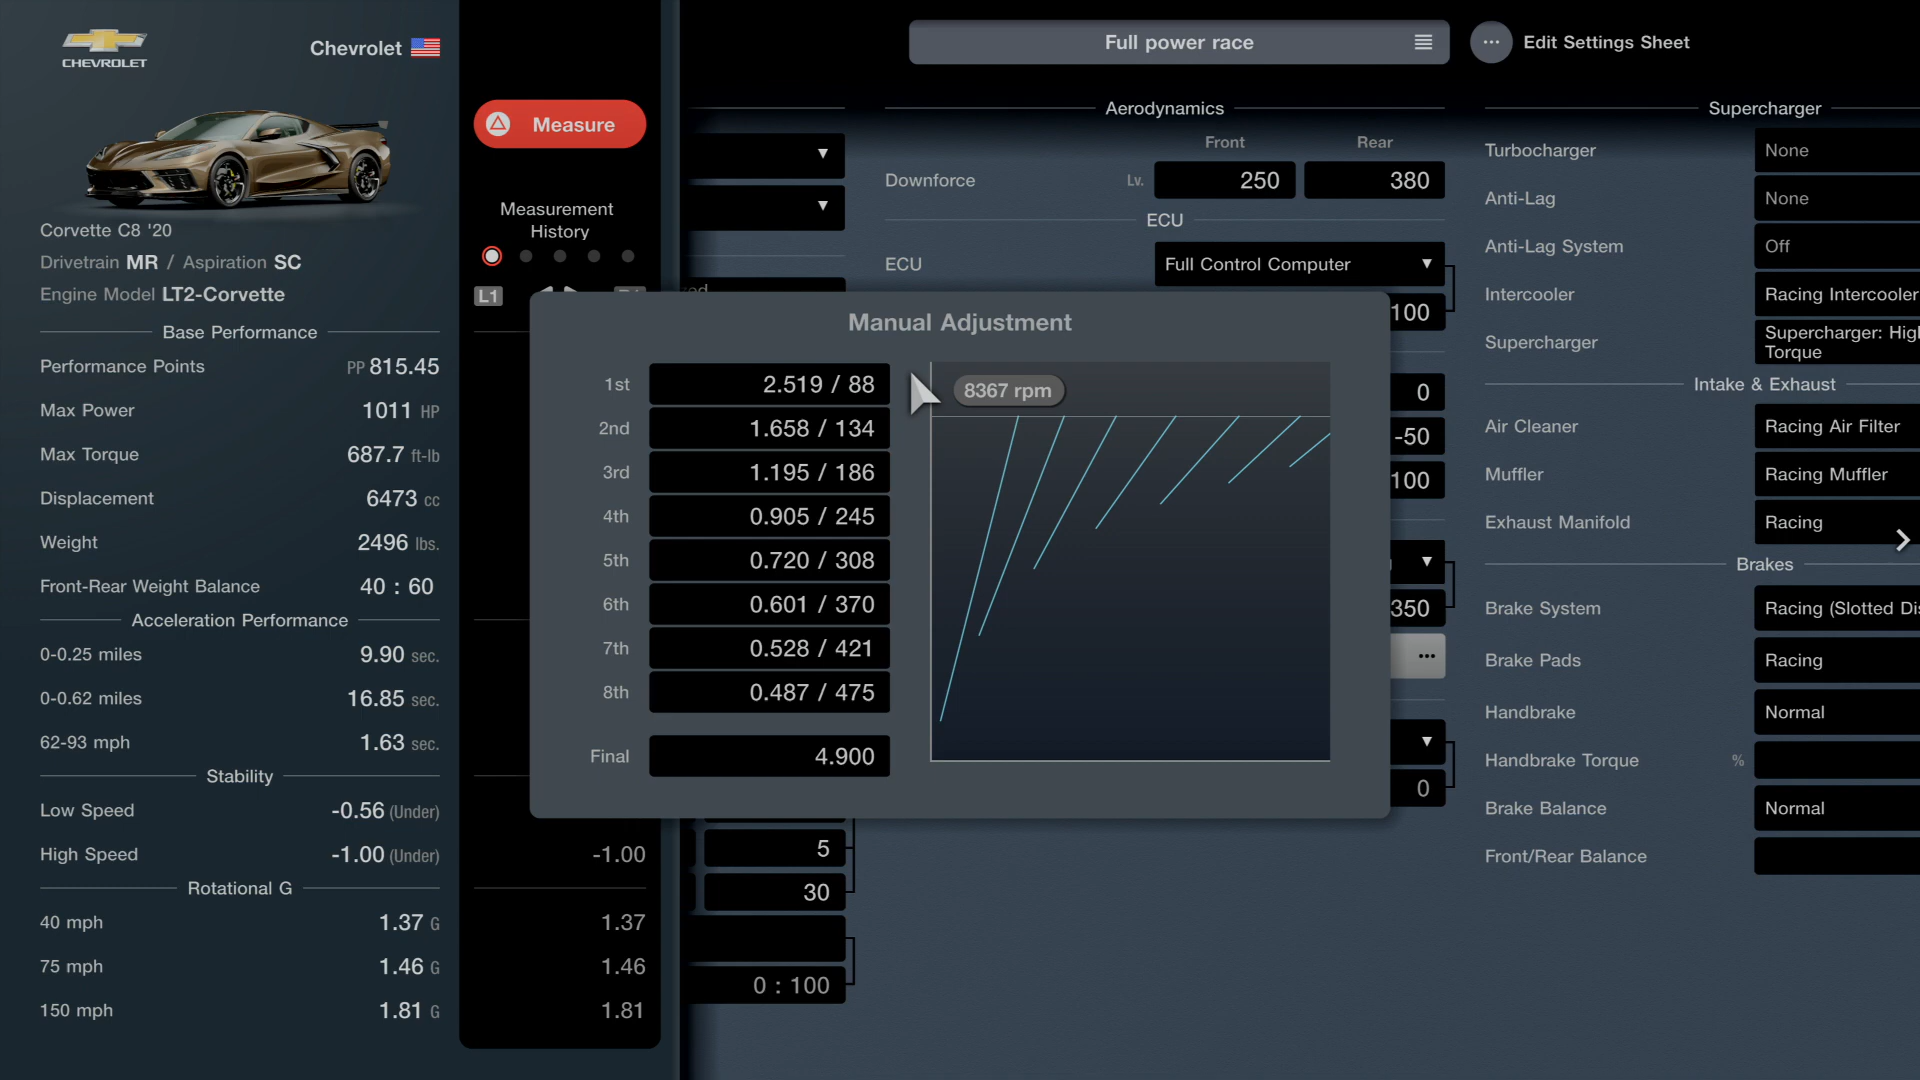 CHEVROLET
Chevrolet
Corvette C8 '20
Drivetrain MR / Aspiration SC
Engine Model LT2-Corvette
Base Performance
Performance Points PP 815.45
Max Power 1011 HP
Max Torque 687.7 ft-lb
Displacement 6473 cc
Weight 2496 lbs.
Front-Rear Weight Balance 40 : 60
Acceleration Performance
0-0.25 miles 9.90 sec.
0-0.62 miles 16.85 sec.
62-93 mph 1.63 sec.
Stability
Low Speed -0.56 (Under)
High Speed -1.00 (Under)
Rotational G
40 mph 1.37 G
75 mph 1.46 G
150 mph 1.81 G
Measure
Measurement
History
L1
-1.00
1.37
1.46
1.81
Full power race
Edit Settings Sheet
Manual Adjustment
1st 2.519 / 88
2nd 1.658 / 134
3rd 1.195 / 186
4th 0.905 / 245
5th 0.720 / 308
6th 0.601 / 370
7th 0.528 / 421
8th 0.487 / 475
Final 4.900
8367 rpm
5
30
0 : 100
Aerodynamics
Front Rear
Downforce Lv. 250 380
ECU
ECU Full Control Computer
100
0
-50
100
350
0
Supercharger
Turbocharger None
Anti-Lag None
Anti-Lag System Off
Intercooler Racing Intercooler
Supercharger Supercharger: High
Torque
Intake & Exhaust
Air Cleaner Racing Air Filter
Muffler Racing Muffler
Exhaust Manifold Racing
Brakes
Brake System Racing (Slotted Dis
Brake Pads Racing
Handbrake Normal
Handbrake Torque %
Brake Balance Normal
Front/Rear Balance